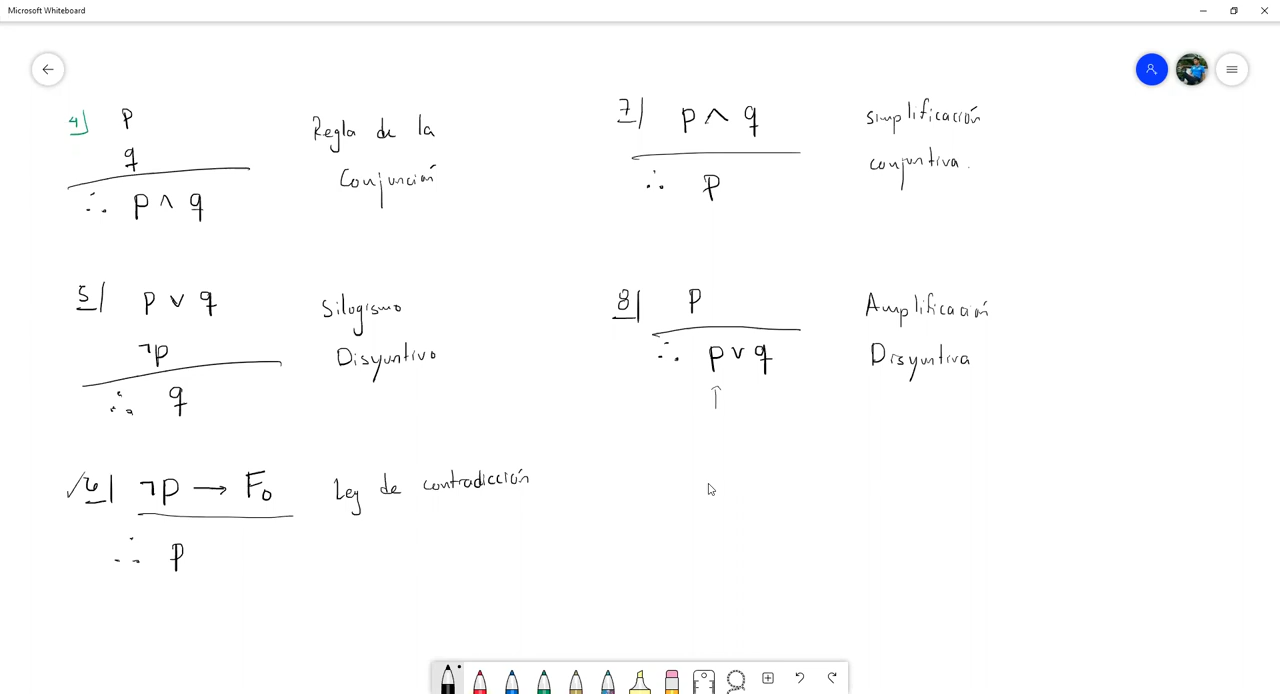 Microsoft Whiteboard
4] p
q
∴ p ∧ q
Regla de la
Conjunción
5| p ∨ q
¬p
∴ q
Silogismo
Disyuntivo
6| ¬p → F₀
∴ p
Ley de contradicción
7| p ∧ q
∴ p
simplificación
conjuntiva.
8| p
∴ p ∨ q
↑
Amplificación
Disyuntiva